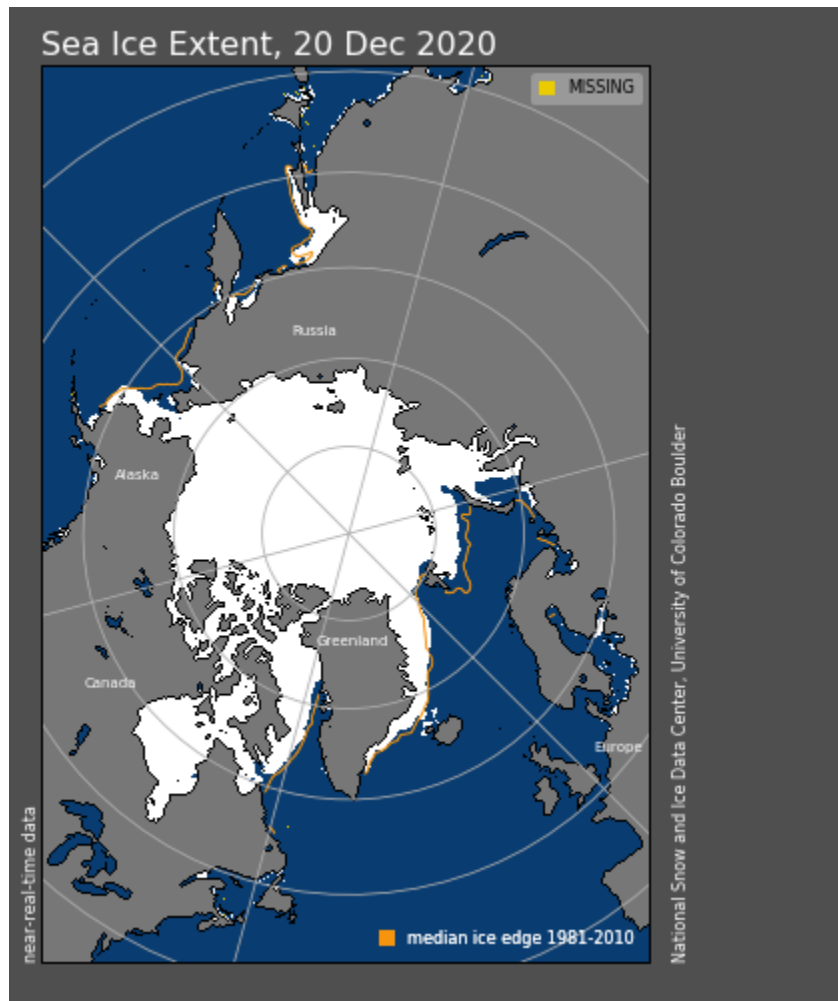 Sea Ice Extent, 20 Dec 2020
MISSING
Russia
Alaska
Greenland
Canada
Europe
median ice edge 1981-2010
near-real-time data
National Snow and Ice Data Center, University of Colorado Boulder